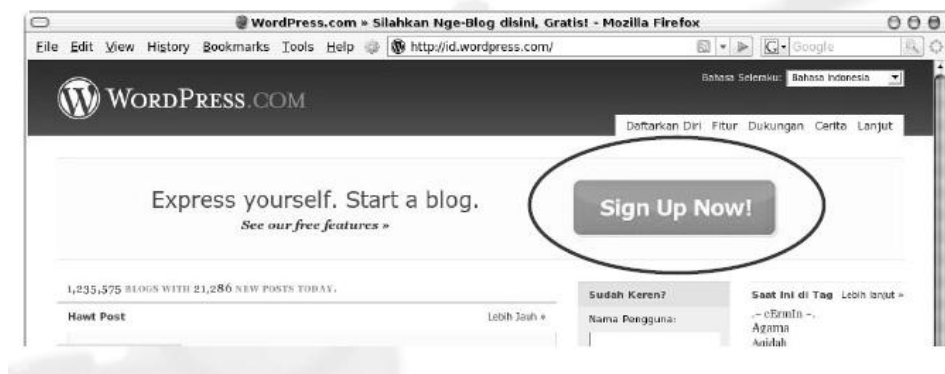 WordPress.com » Silahkan Nge-Blog disini, Gratis! - Mozilla Firefox
File Edit View History Bookmarks Tools Help http://id.wordpress.com/ G Google
Bahasa Seleraku: Bahasa Indonesia
W WORDPRESS.COM
Daftarkan Diri Fitur Dukungan Cerita Lanjut
Express yourself. Start a blog.
See our free features »
Sign Up Now!
1,235,575 BLOGS WITH 21,286 NEW POSTS TODAY.
Sudah Keren?
Saat Ini di Tag Lebih lanjut »
Hawt Post Lebih Jauh »
Nama Pengguna:
.~ cErmIn ~.
Agama
Aqidah